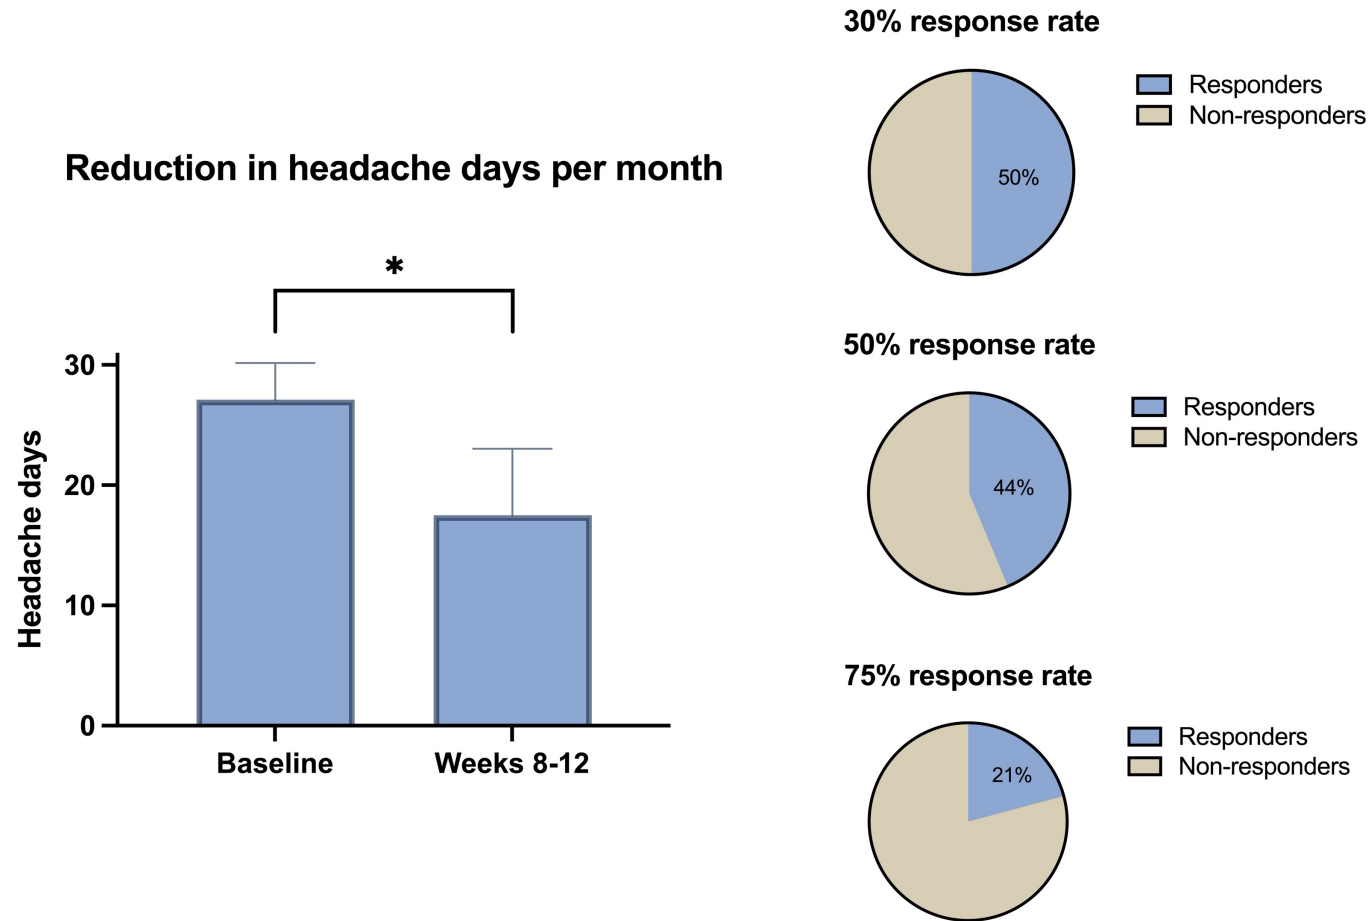 Reduction in headache days per month
*
Headache days
30
20
10
0
Baseline
Weeks 8-12
30% response rate
50%
Responders
Non-responders
50% response rate
44%
Responders
Non-responders
75% response rate
21%
Responders
Non-responders